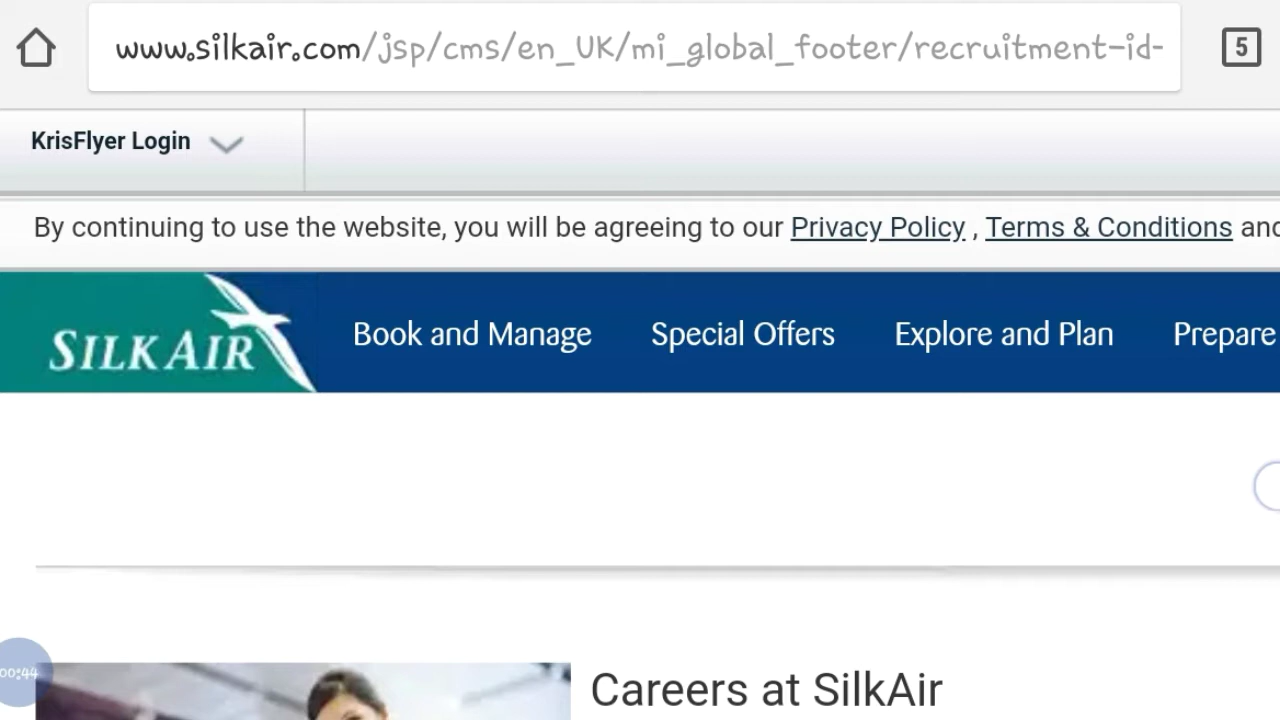 www.silkair.com/jsp/cms/en_UK/mi_global_footer/recruitment-id-
5
KrisFlyer Login
By continuing to use the website, you will be agreeing to our Privacy Policy , Terms & Conditions and
SILKAIR
Book and Manage Special Offers Explore and Plan Prepare
00:44
Careers at SilkAir